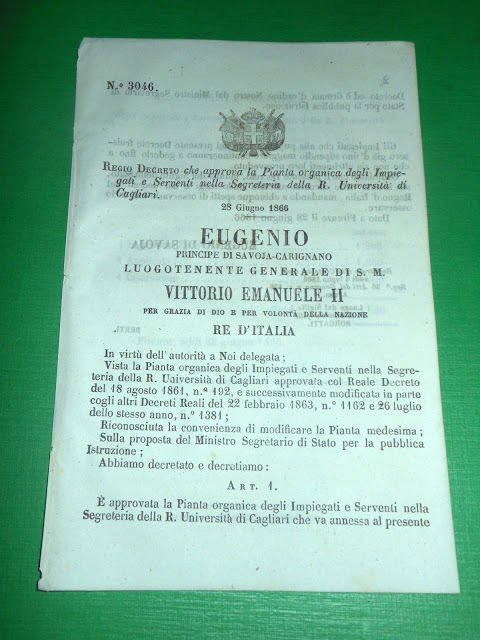 N.° 3046.
REGIO DECRETO che approva la Pianta organica degli Impie-
gati e Serventi nella Segreteria della R. Università di
Cagliari.
28 Giugno 1866
EUGENIO
PRINCIPE DI SAVOJA-CARIGNANO
LUOGOTENENTE GENERALE DI S. M.
VITTORIO EMANUELE II
PER GRAZIA DI DIO E PER VOLONTÀ DELLA NAZIONE
RE D'ITALIA
In virtù dell'autorità a Noi delegata ;
Vista la Pianta organica degli Impiegati e Serventi nella Segre-
teria della R. Università di Cagliari approvata col Reale Decreto
del 18 agosto 1861, n.° 192, e successivamente modificata in parte
cogli altri Decreti Reali del 22 febbraio 1863, n.° 1162 e 26 luglio
dello stesso anno, n.° 1381 ;
Riconosciuta la convenienza di modificare la Pianta medesima ;
Sulla proposta del Ministro Segretario di Stato per la pubblica
Istruzione ;
Abbiamo decretato e decretiamo :
ART. 1.
È approvata la Pianta organica degli Impiegati e Serventi nella
Segreteria della R. Università di Cagliari che va annessa al presente